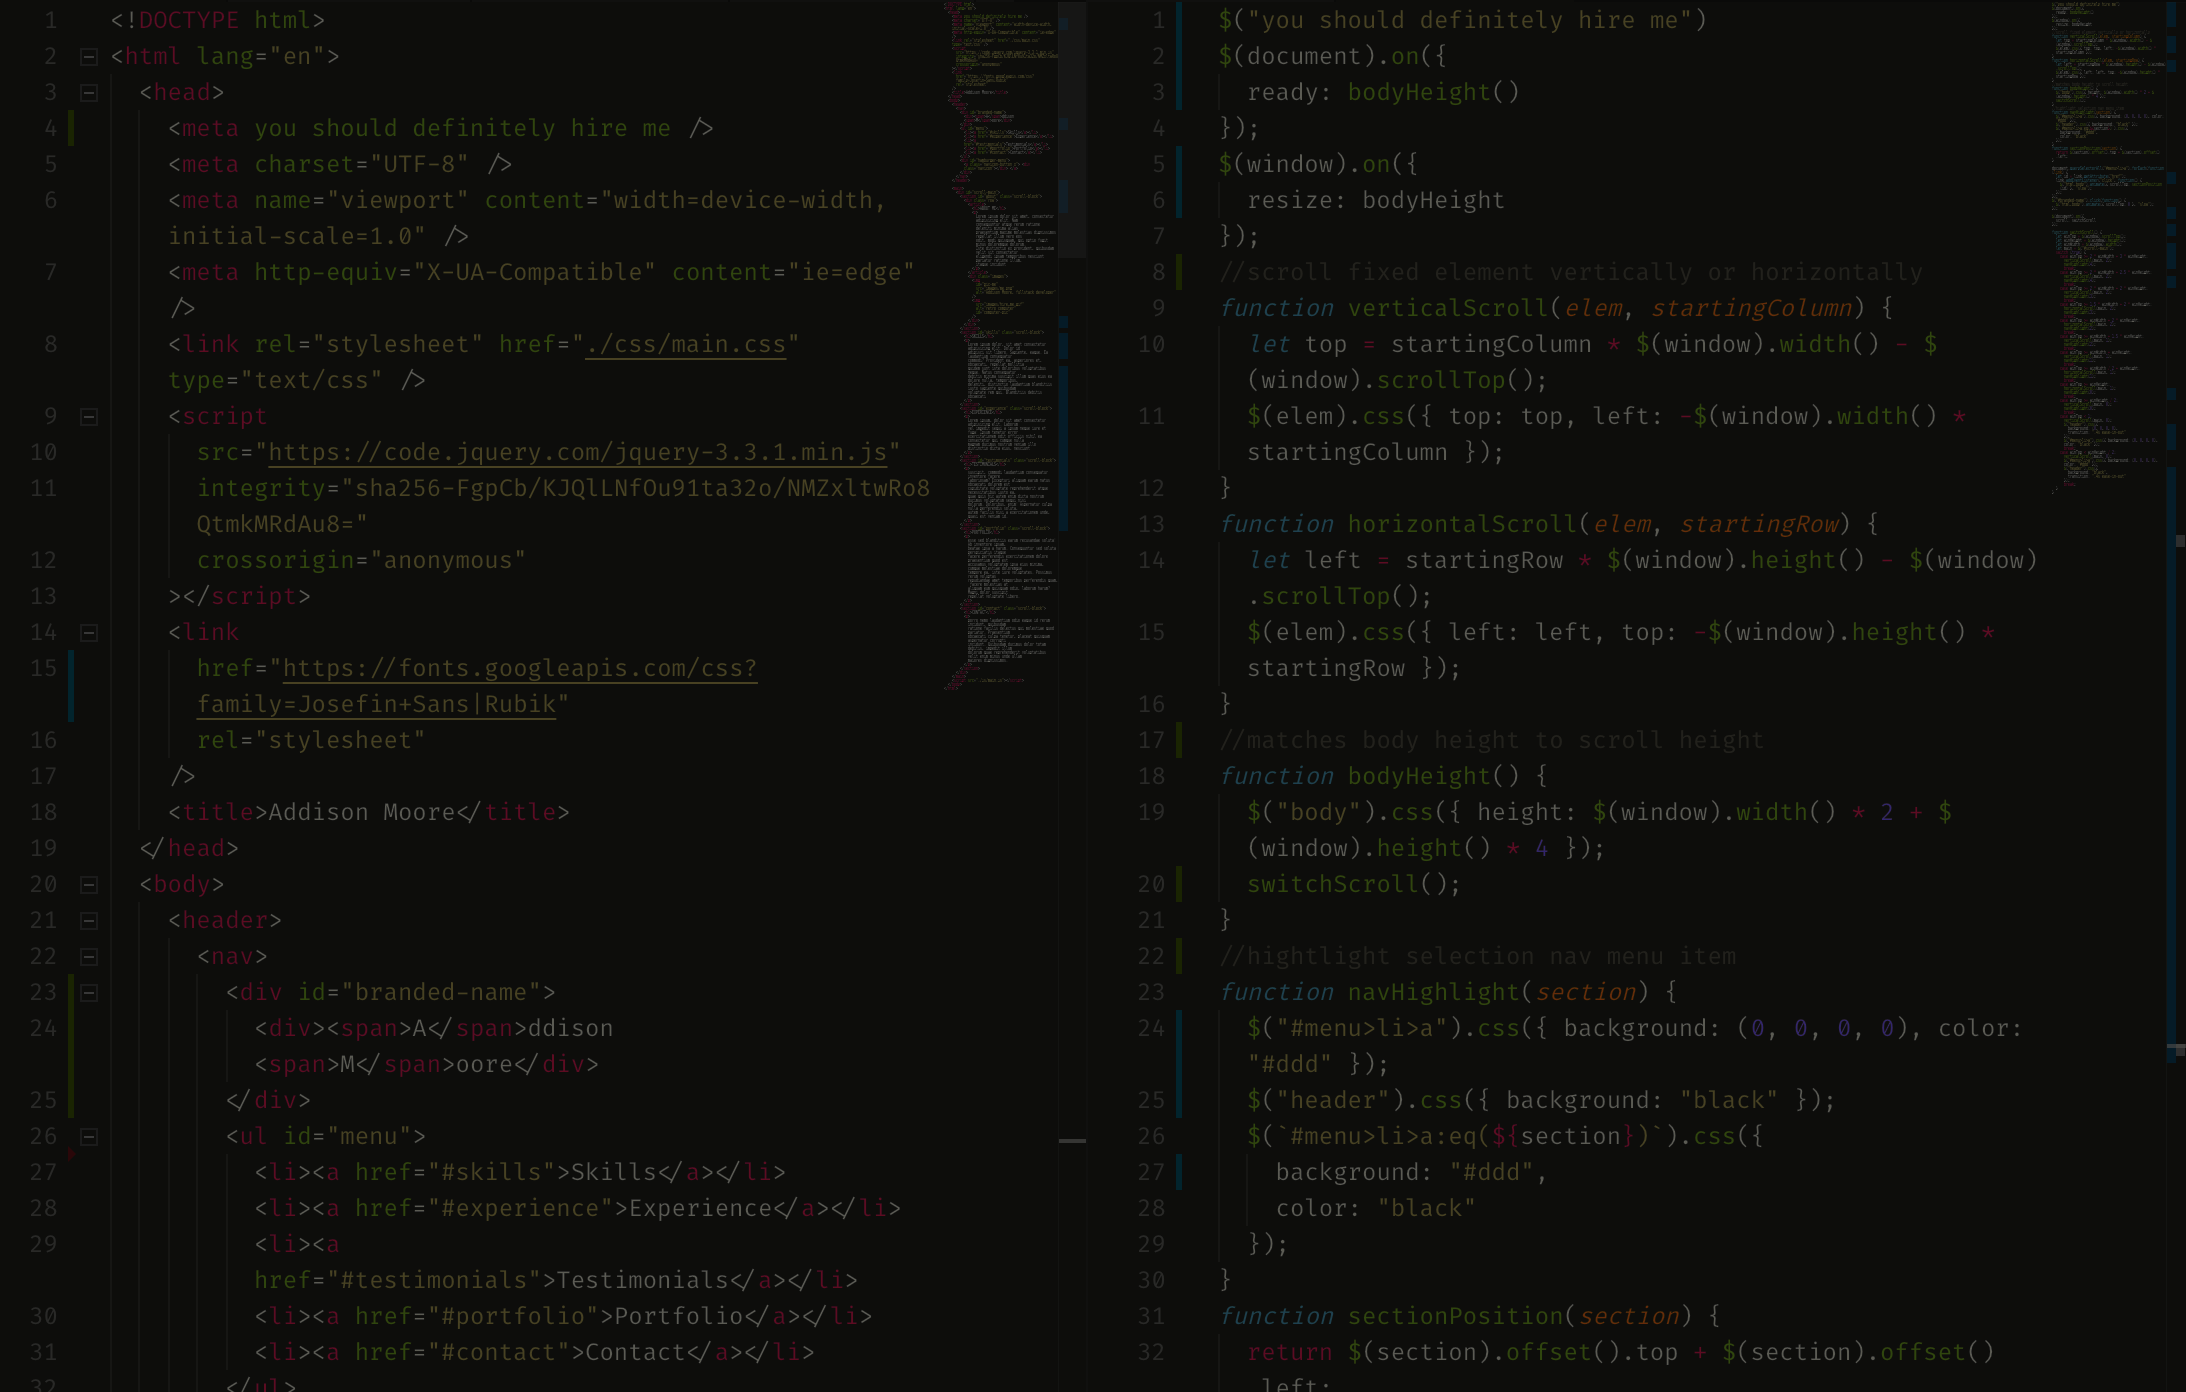 1 <!DOCTYPE html>
2 <html lang="en">
3 <head>
4 <meta you should definitely hire me />
5 <meta charset="UTF-8" />
6 <meta name="viewport" content="width=device-width,
initial-scale=1.0" />
7 <meta http-equiv="X-UA-Compatible" content="ie=edge"
/>
8 <link rel="stylesheet" href="./css/main.css"
type="text/css" />
9 <script
10 src="https://code.jquery.com/jquery-3.3.1.min.js"
11 integrity="sha256-FgpCb/KJQlLNfOu91ta32o/NMZxltwRo8
QtmkMRdAu8="
12 crossorigin="anonymous"
13 ></script>
14 <link
15 href="https://fonts.googleapis.com/css?
family=Josefin+Sans|Rubik"
16 rel="stylesheet"
17 />
18 <title>Addison Moore</title>
19 </head>
20 <body>
21 <header>
22 <nav>
23 <div id="branded-name">
24 <div><span>A</span>ddison
<span>M</span>oore</div>
25 </div>
26 <ul id="menu">
27 <li><a href="#skills">Skills</a></li>
28 <li><a href="#experience">Experience</a></li>
29 <li><a
href="#testimonials">Testimonials</a></li>
30 <li><a href="#portfolio">Portfolio</a></li>
31 <li><a href="#contact">Contact</a></li>
32 </ul>
1 $("you should definitely hire me")
2 $(document).on({
3 ready: bodyHeight()
4 });
5 $(window).on({
6 resize: bodyHeight
7 });
8 //scroll fixed element vertically or horizontally
9 function verticalScroll(elem, startingColumn) {
10 let top = startingColumn * $(window).width() - $
(window).scrollTop();
11 $(elem).css({ top: top, left: -$(window).width() *
startingColumn });
12 }
13 function horizontalScroll(elem, startingRow) {
14 let left = startingRow * $(window).height() - $(window)
.scrollTop();
15 $(elem).css({ left: left, top: -$(window).height() *
startingRow });
16 }
17 //matches body height to scroll height
18 function bodyHeight() {
19 $("body").css({ height: $(window).width() * 2 + $
(window).height() * 4 });
20 switchScroll();
21 }
22 //hightlight selection nav menu item
23 function navHighlight(section) {
24 $("#menu>li>a").css({ background: (0, 0, 0, 0), color:
"#ddd" });
25 $("header").css({ background: "black" });
26 $(`#menu>li>a:eq(${section})`).css({
27 background: "#ddd",
28 color: "black"
29 });
30 }
31 function sectionPosition(section) {
32 return $(section).offset().top + $(section).offset()
.left;